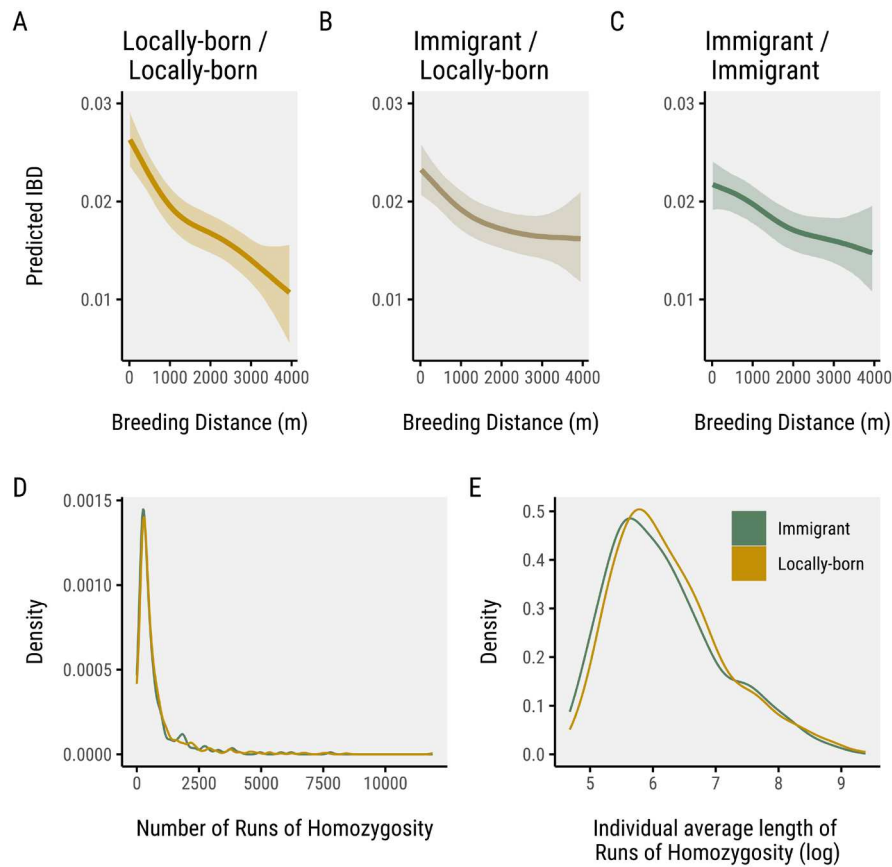 A
Locally-born /
Locally-born
B
Immigrant /
Locally-born
C
Immigrant /
Immigrant
Predicted IBD
0.03
0.02
0.01
0 1000 2000 3000 4000
Breeding Distance (m)
0.03
0.02
0.01
0 1000 2000 3000 4000
Breeding Distance (m)
0.03
0.02
0.01
0 1000 2000 3000 4000
Breeding Distance (m)
D
Density
0.0015
0.0010
0.0005
0.0000
0 2500 5000 7500 10000
Number of Runs of Homozygosity
E
Density
0.5
0.4
0.3
0.2
0.1
0.0
5 6 7 8 9
Immigrant
Locally-born
Individual average length of
Runs of Homozygosity (log)